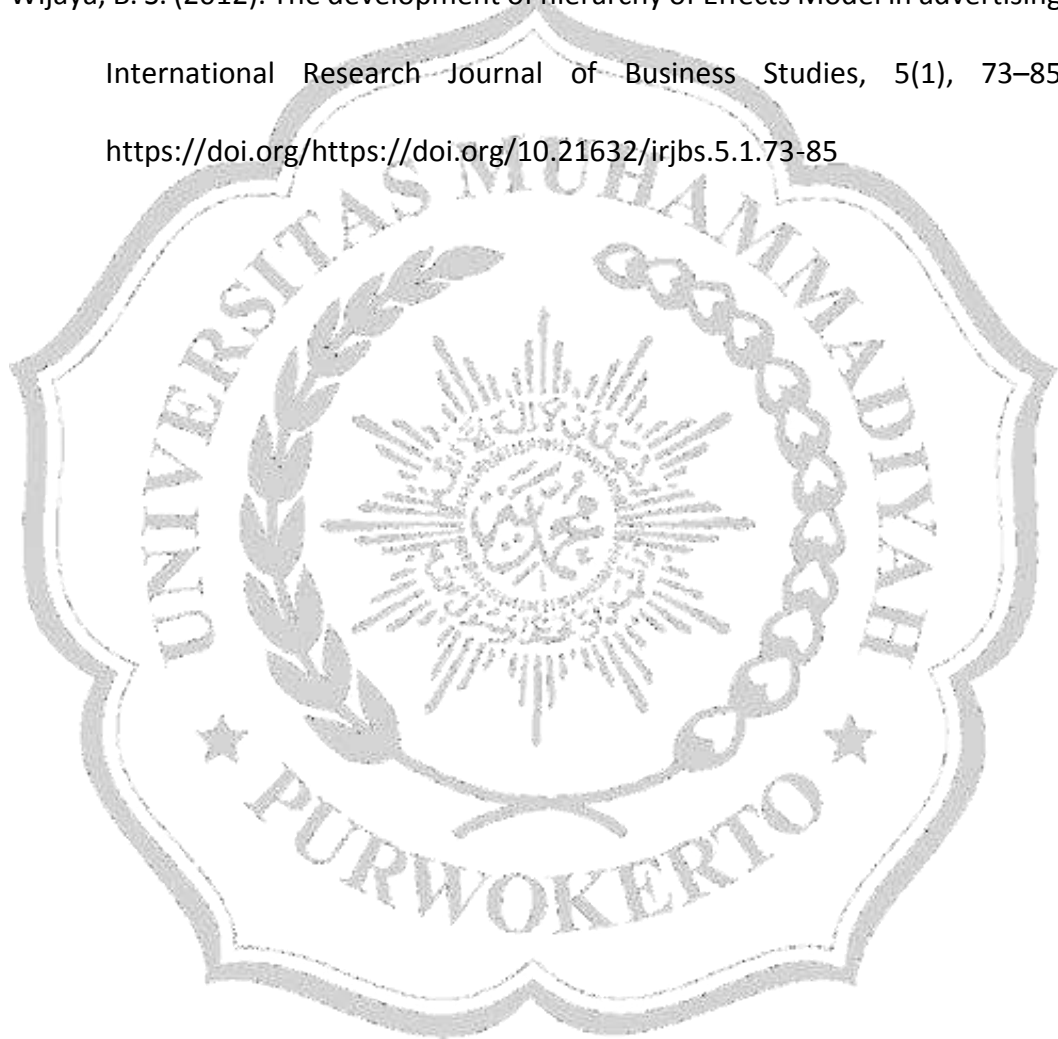 Wijaya, B. S. (2012). The development of hierarchy of Effects Model in advertising
International Research Journal of Business Studies, 5(1), 73–85
https://doi.org/https://doi.org/10.21632/irjbs.5.1.73-85
UNIVERSITAS MUHAMMADIYAH
PURWOKERTO